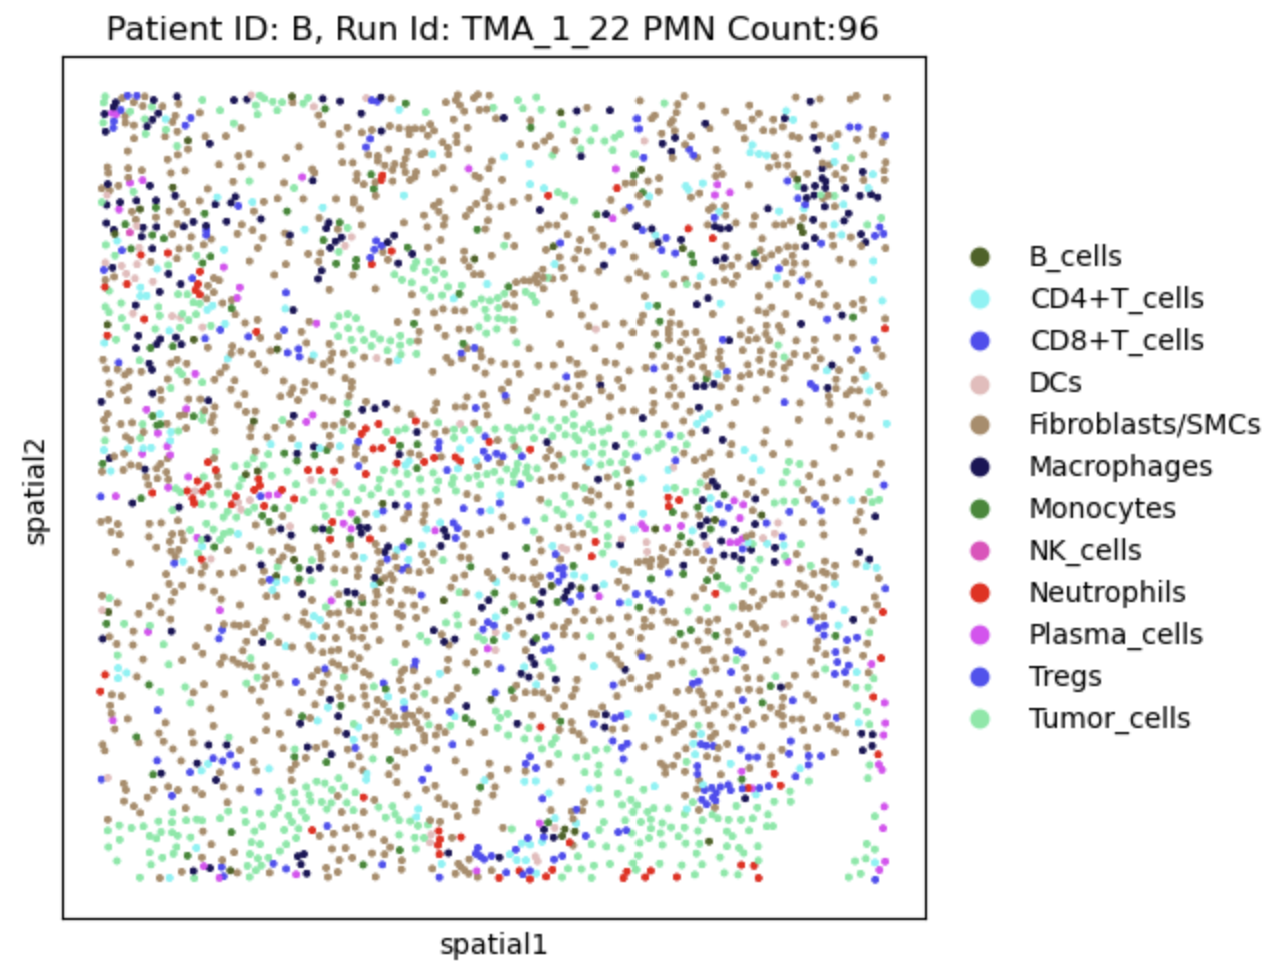 Patient ID: B, Run Id: TMA_1_22 PMN Count:96
B_cells
CD4+T_cells
CD8+T_cells
DCs
Fibroblasts/SMCs
Macrophages
Monocytes
NK_cells
Neutrophils
Plasma_cells
Tregs
Tumor_cells
spatial2
spatial1